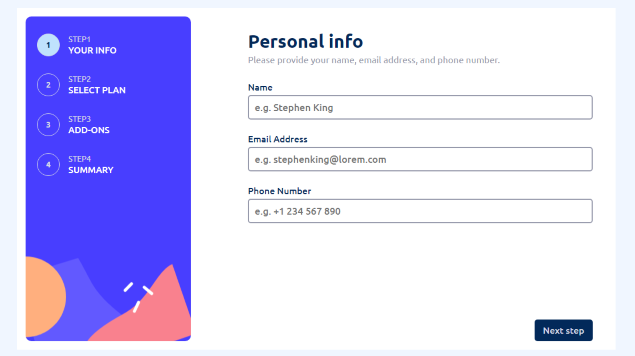 1
STEP1
YOUR INFO
2
STEP2
SELECT PLAN
3
STEP3
ADD-ONS
4
STEP4
SUMMARY
Personal info
Please provide your name, email address, and phone number.
Name
e.g. Stephen King
Email Address
e.g. stephenking@lorem.com
Phone Number
e.g. +1 234 567 890
Next step